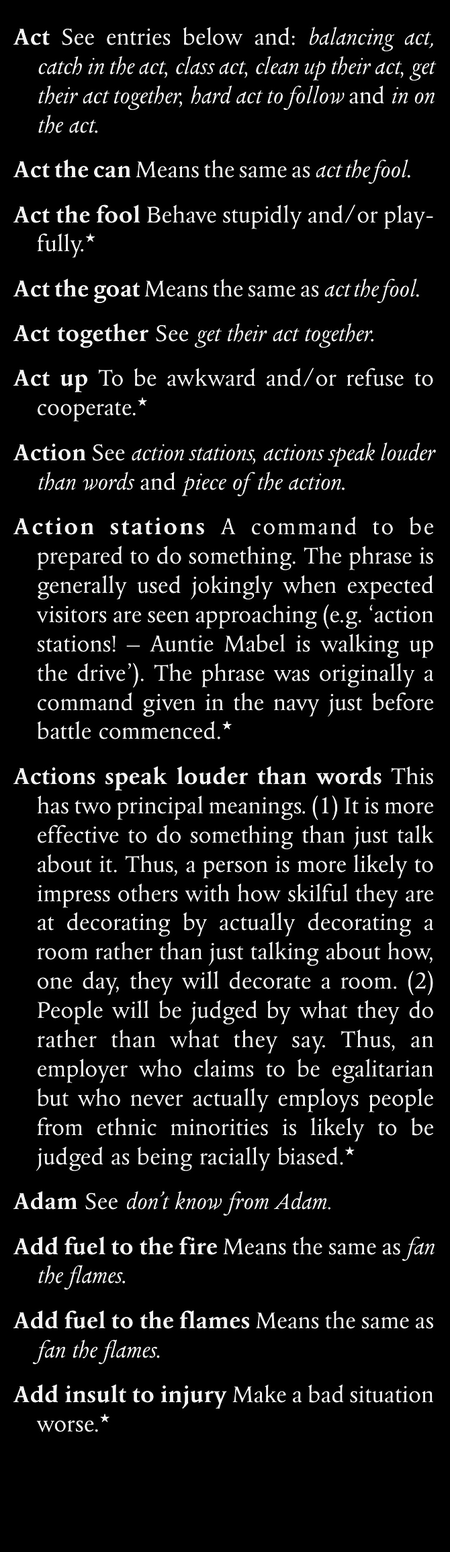 Act See entries below and: balancing act,
catch in the act, class act, clean up their act, get
their act together, hard act to follow and in on
the act.
Act the can Means the same as act the fool.
Act the fool Behave stupidly and/or play-
fully.★
Act the goat Means the same as act the fool.
Act together See get their act together.
Act up To be awkward and/or refuse to
cooperate.★
Action See action stations, actions speak louder
than words and piece of the action.
Action stations A command to be
prepared to do something. The phrase is
generally used jokingly when expected
visitors are seen approaching (e.g. ‘action
stations! – Auntie Mabel is walking up
the drive’). The phrase was originally a
command given in the navy just before
battle commenced.★
Actions speak louder than words This
has two principal meanings. (1) It is more
effective to do something than just talk
about it. Thus, a person is more likely to
impress others with how skilful they are
at decorating by actually decorating a
room rather than just talking about how,
one day, they will decorate a room. (2)
People will be judged by what they do
rather than what they say. Thus, an
employer who claims to be egalitarian
but who never actually employs people
from ethnic minorities is likely to be
judged as being racially biased.★
Adam See don’t know from Adam.
Add fuel to the fire Means the same as fan
the flames.
Add fuel to the flames Means the same as
fan the flames.
Add insult to injury Make a bad situation
worse.★